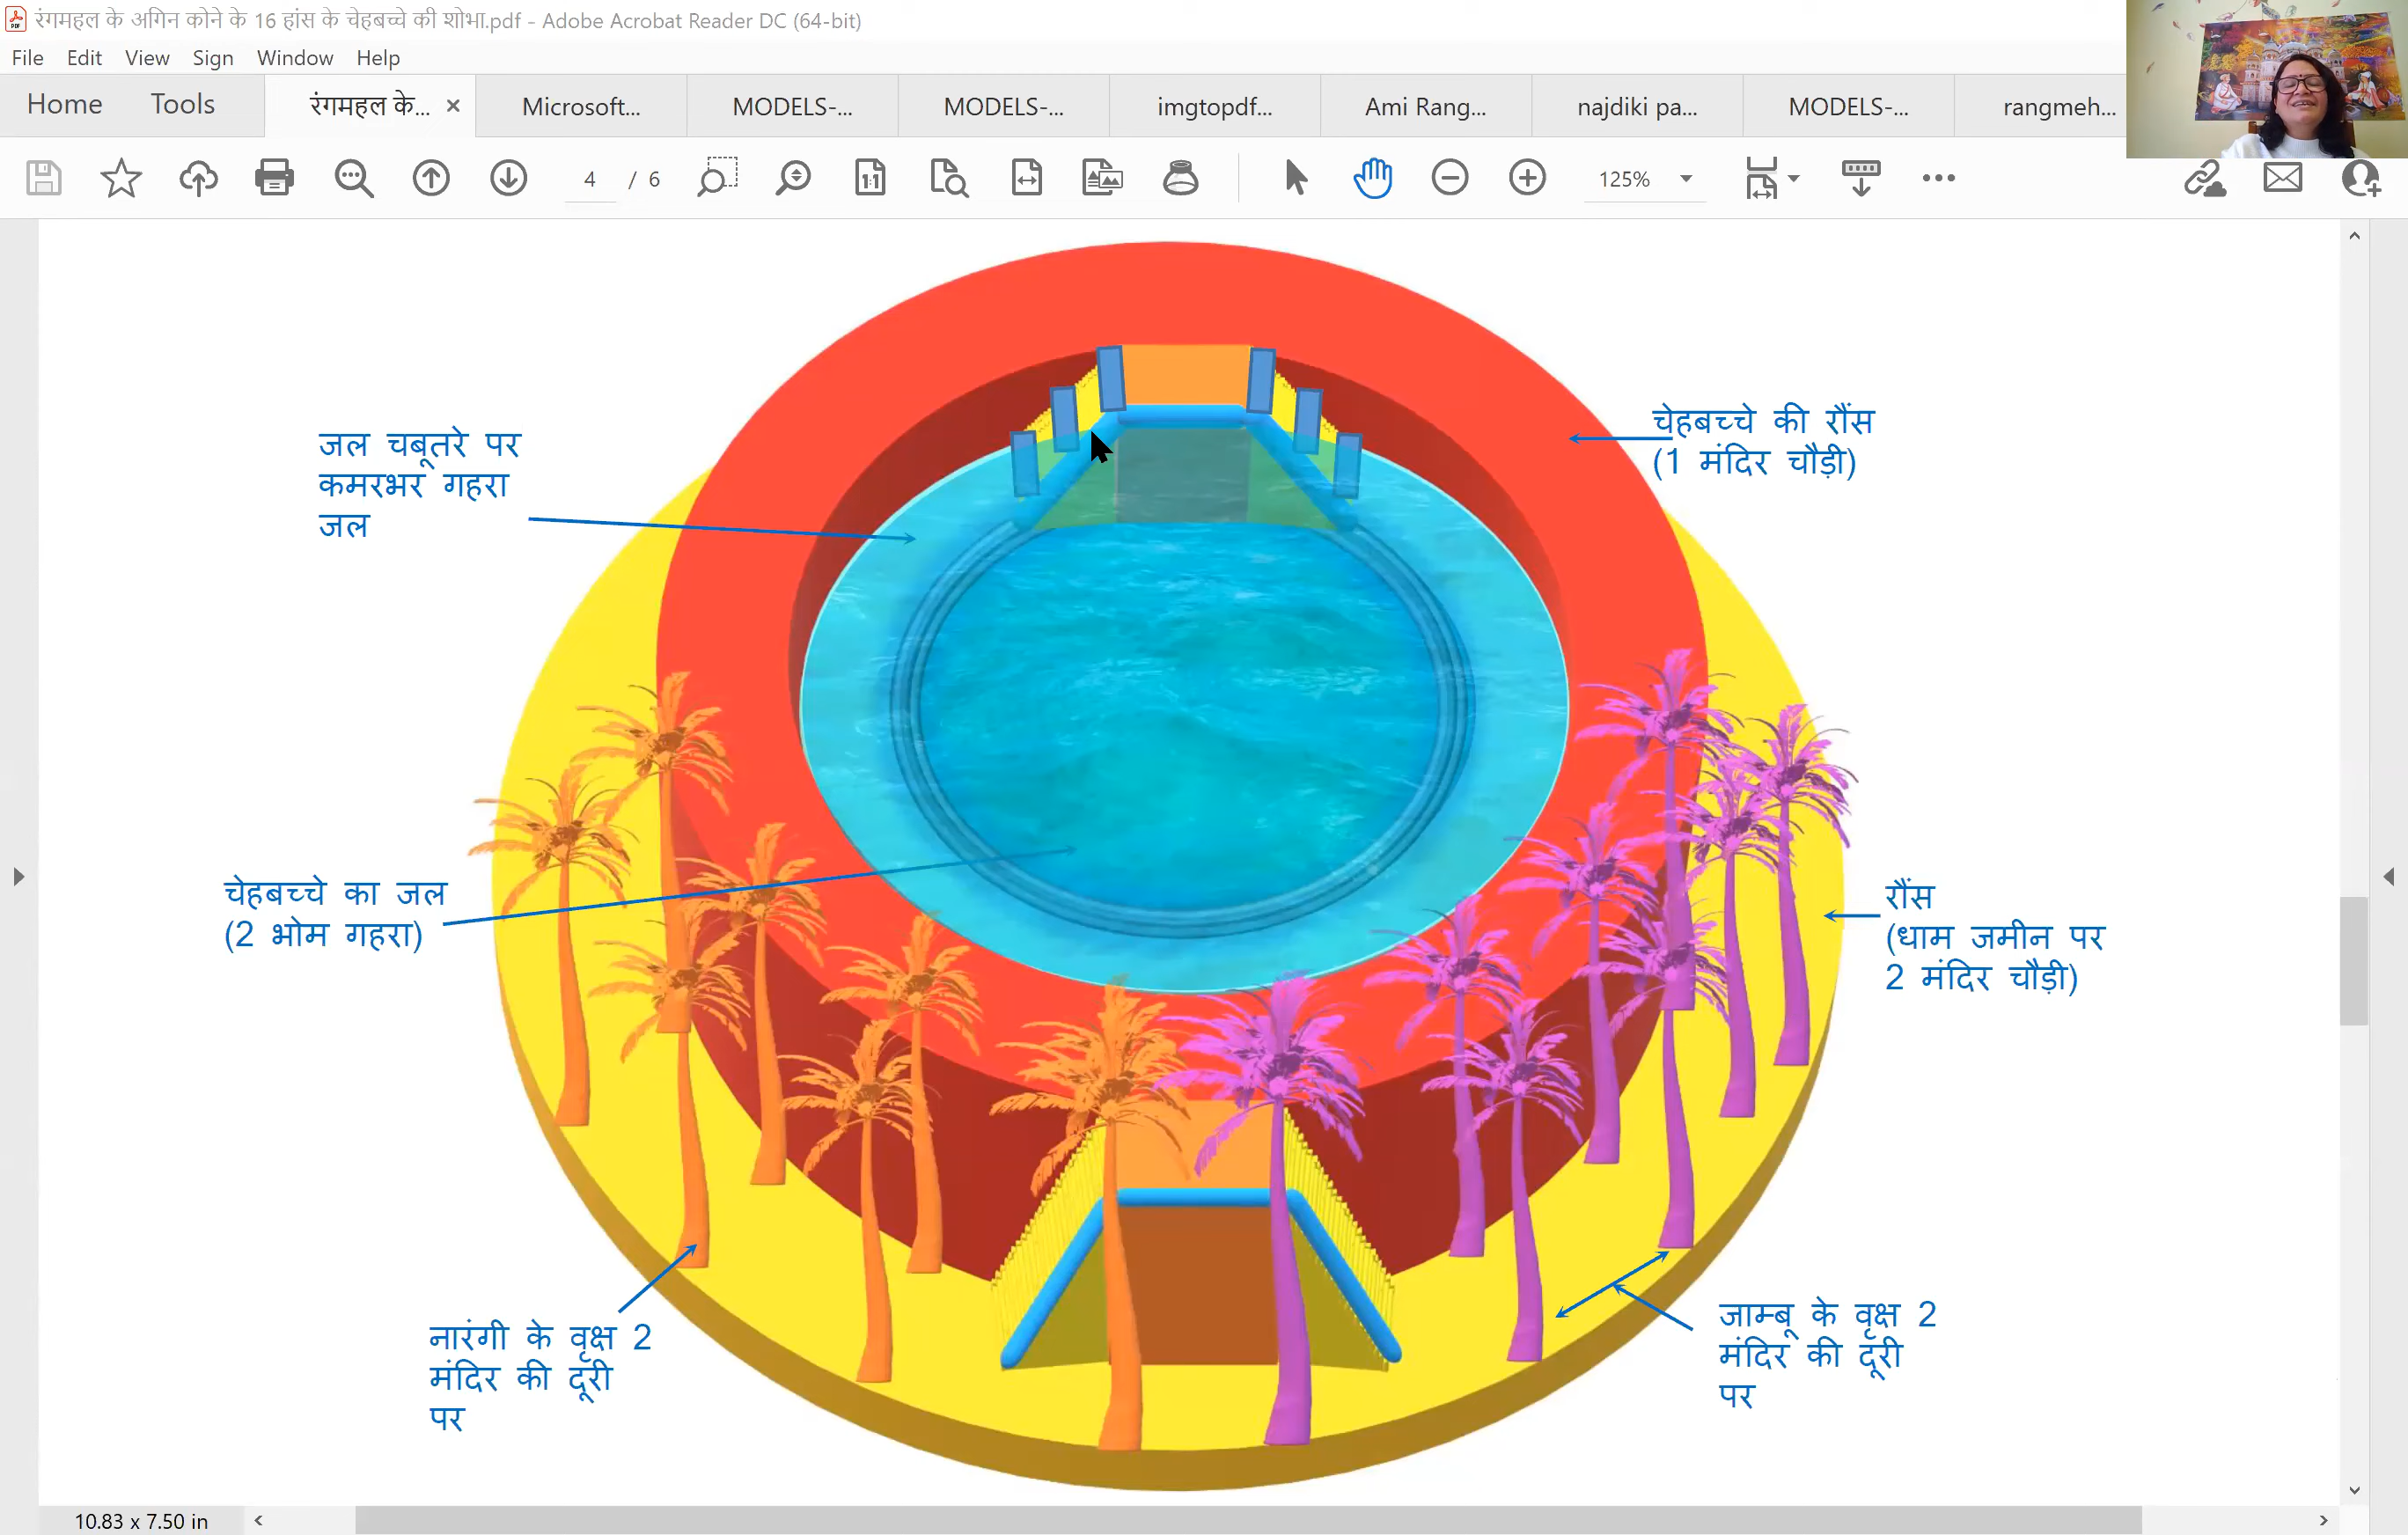 रंगमहल के अगिन कोने के 16 हांस के चेहबच्चे की शोभा.pdf - Adobe Acrobat Reader DC (64-bit)
File Edit View Sign Window Help
Home Tools रंगमहल के... × Microsoft... MODELS-... MODELS-... imgtopdf... Ami Rang... najdiki pa... MODELS-... rangmeh...
4 / 6 1:1 125%
चेहबच्चे की रौंस
(1 मंदिर चौड़ी)
जल चबूतरे पर
कमरभर गहरा
जल
चेहबच्चे का जल
(2 भोम गहरा)
रौंस
(धाम जमीन पर
2 मंदिर चौड़ी)
नारंगी के वृक्ष 2
मंदिर की दूरी
पर
जाम्बू के वृक्ष 2
मंदिर की दूरी
पर
10.83 x 7.50 in